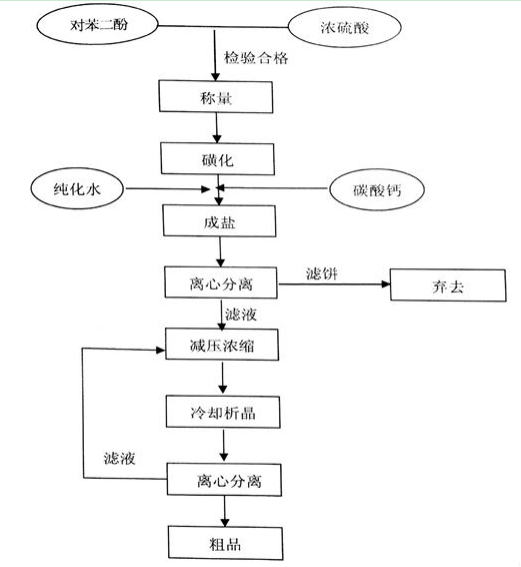 对苯二酚
浓硫酸
检验合格
称量
磺化
纯化水
碳酸钙
成盐
离心分离
滤饼
弃去
滤液
减压浓缩
冷却析晶
滤液
离心分离
粗品